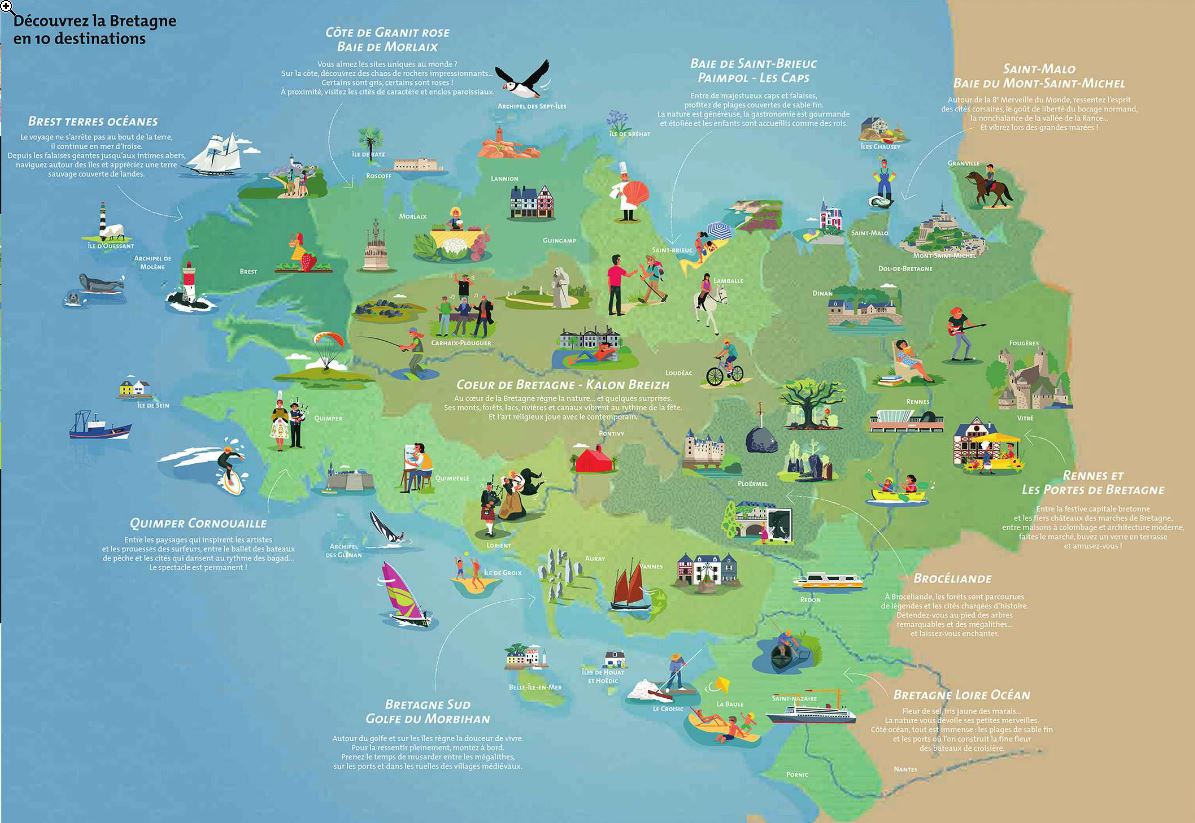 Découvrez la Bretagne
en 10 destinations
CÔTE DE GRANIT ROSE
BAIE DE MORLAIX
Vous aimez les sites uniques au monde ?
Sur la côte, découvrez des chaos de rochers impressionnants...
Certains sont gris, certains sont roses !
À proximité, visitez les cités de caractère et enclos paroissiaux.
BAIE DE SAINT-BRIEUC
PAIMPOL - LES CAPS
Entre de majestueux caps et falaises,
profitez de plages couvertes de sable fin.
La nature est généreuse, la gastronomie est gourmande
et étoilée et les enfants sont accueillis comme des rois.
SAINT-MALO
BAIE DU MONT-SAINT-MICHEL
Autour de la 8e Merveille du Monde, ressentez l'esprit
des cités corsaires, le goût de liberté du bocage normand,
la nonchalance de la vallée de la Rance...
Et vibrez lors des grandes marées !
BREST TERRES OCÉANES
Le voyage ne s'arrête pas au bout de la terre,
il continue en mer d'Iroise.
Depuis les falaises géantes jusqu'aux intimes abers,
naviguez autour des îles et appréciez une terre
sauvage couverte de landes.
ARCHIPEL DES SEPT-ÎLES
ÎLE DE BRÉHAT
ÎLES CHAUSEY
ÎLE DE BATZ
ROSCOFF
LANNION
GRANVILLE
MORLAIX
GUINGAMP
SAINT-BRIEUC
SAINT-MALO
MONT-SAINT-MICHEL
DOL-DE-BRETAGNE
ÎLE D'OUESSANT
ARCHIPEL DE
MOLÈNE
BREST
LAMBALLE
DINAN
CARHAIX-PLOUGUER
FOUGÈRES
LOUDÉAC
COEUR DE BRETAGNE - KALON BREIZH
Au cœur de la Bretagne règne la nature... et quelques surprises.
Ses monts, forêts, lacs, rivières et canaux vibrent au rythme de la fête.
Et l'art religieux joue avec le contemporain.
ÎLE DE SEIN
QUIMPER
PONTIVY
RENNES
VITRÉ
QUIMPERLÉ
PLOËRMEL
RENNES ET
LES PORTES DE BRETAGNE
Entre la festive capitale bretonne
et les fiers châteaux des marches de Bretagne,
entre maisons à colombage et architecture moderne,
faites le marché, buvez un verre en terrasse
et amusez-vous !
QUIMPER CORNOUAILLE
Entre les paysages qui inspirent les artistes
et les prouesses des surfeurs, entre le ballet des bateaux
de pêche et les cités qui dansent au rythme des bagad...
Le spectacle est permanent !
ARCHIPEL
DES GLÉNAN
LORIENT
ÎLE DE GROIX
AURAY
VANNES
REDON
BROCÉLIANDE
À Brocéliande, les forêts sont parcourues
de légendes et les cités chargées d'histoire.
Détendez-vous au pied des arbres
remarquables et des mégalithes...
et laissez-vous enchanter.
BELLE-ÎLE-EN-MER
ÎLES DE HOUAT
ET HOËDIC
LE CROISIC
LA BAULE
SAINT-NAZAIRE
BRETAGNE SUD
GOLFE DU MORBIHAN
Autour du golfe et sur les îles règne la douceur de vivre.
Pour la ressentir pleinement, montez à bord.
Prenez le temps de musarder entre les mégalithes,
sur les ports et dans les ruelles des villages médiévaux.
BRETAGNE LOIRE OCÉAN
Fleur de sel, iris jaune des marais...
La nature vous dévoile ses petites merveilles.
Côté océan, tout est immense : les plages de sable fin
et les ports où l'on construit la fine fleur
des bateaux de croisière.
PORNIC
NANTES